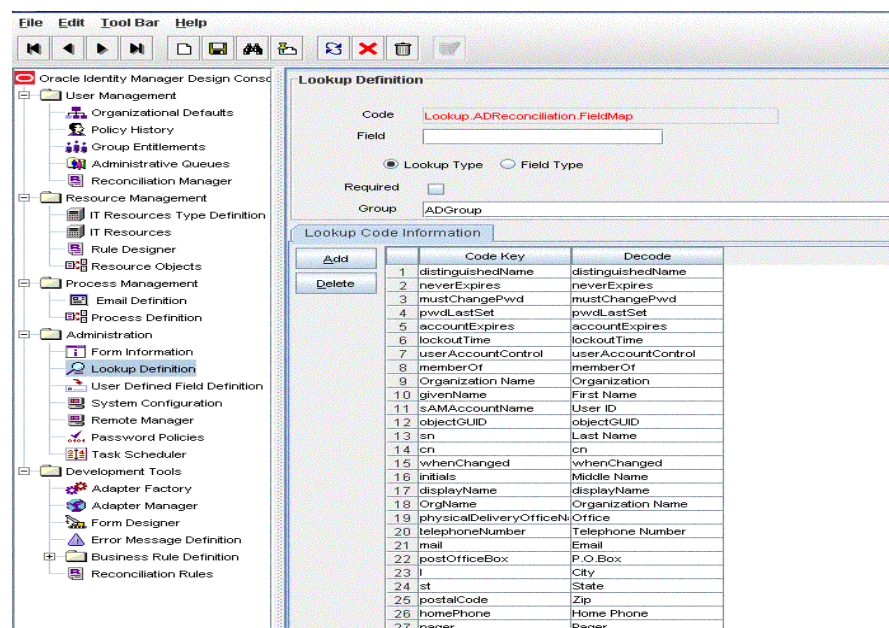 File Edit Tool Bar Help
Oracle Identity Manager Design Conso
User Management
Organizational Defaults
Policy History
Group Entitlements
Administrative Queues
Reconciliation Manager
Resource Management
IT Resources Type Definition
IT Resources
Rule Designer
Resource Objects
Process Management
Email Definition
Process Definition
Administration
Form Information
Lookup Definition
User Defined Field Definition
System Configuration
Remote Manager
Password Policies
Task Scheduler
Development Tools
Adapter Factory
Adapter Manager
Form Designer
Error Message Definition
Business Rule Definition
Reconciliation Rules
Lookup Definition
Code Lookup.ADReconciliation.FieldMap
Field
Lookup Type Field Type
Required
Group ADGroup
Lookup Code Information
Add
Delete
Code Key Decode
1 distinguishedName distinguishedName
2 neverExpires neverExpires
3 mustChangePwd mustChangePwd
4 pwdLastSet pwdLastSet
5 accountExpires accountExpires
6 lockoutTime lockoutTime
7 userAccountControl userAccountControl
8 memberOf memberOf
9 Organization Name Organization
10 givenName First Name
11 sAMAccountName User ID
12 objectGUID objectGUID
13 sn Last Name
14 cn cn
15 whenChanged whenChanged
16 initials Middle Name
17 displayName displayName
18 OrgName Organization Name
19 physicalDeliveryOfficeN Office
20 telephoneNumber Telephone Number
21 mail Email
22 postOfficeBox P.O.Box
23 l City
24 st State
25 postalCode Zip
26 homePhone Home Phone
27 pager Pager